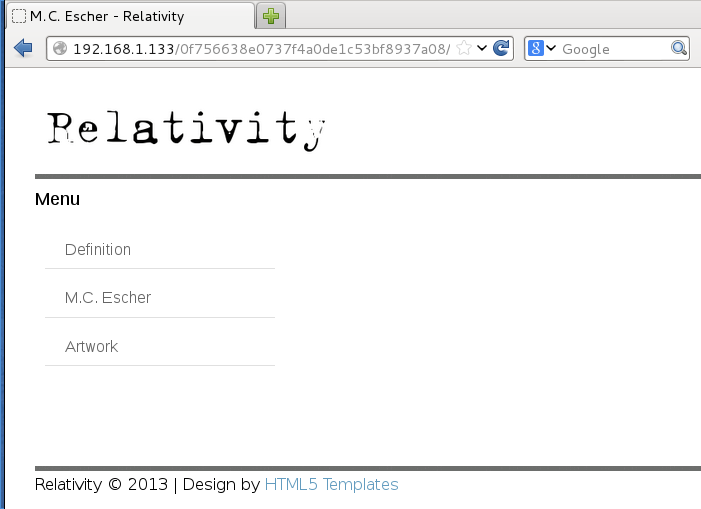 M.C. Escher - Relativity
192.168.1.133/0f756638e0737f4a0de1c53bf8937a08/
8 Google
Relativity
Menu
Definition
M.C. Escher
Artwork
Relativity © 2013 | Design by HTML5 Templates